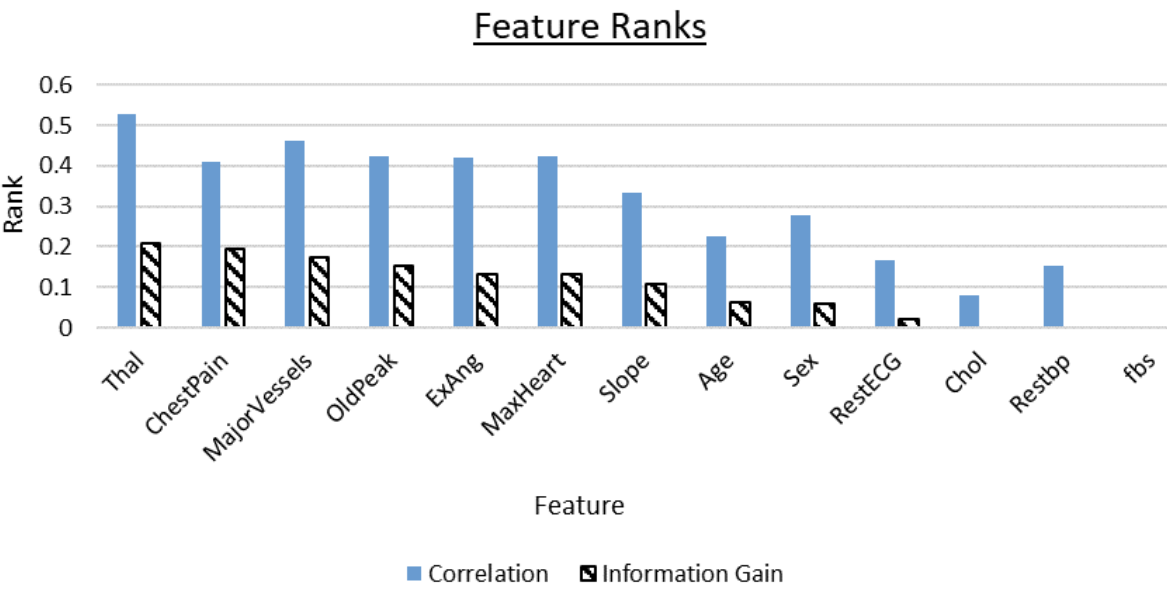 Feature Ranks
0.6
0.5
0.4
0.3
0.2
0.1
0
Rank
Thal
ChestPain
MajorVessels
OldPeak
ExAng
MaxHeart
Slope
Age
Sex
RestECG
Chol
Restbp
fbs
Feature
Correlation
Information Gain